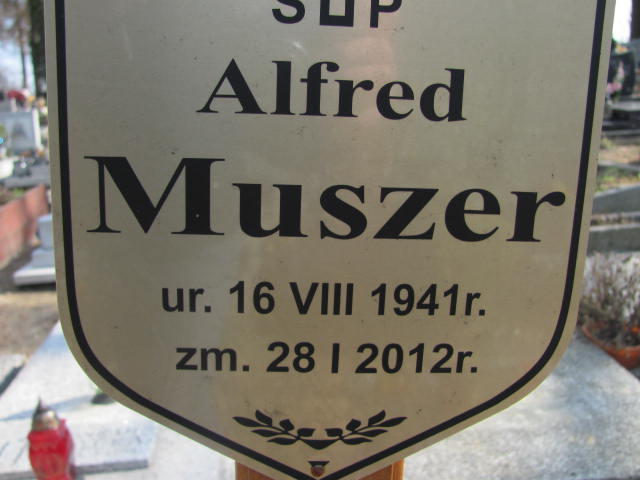 Alfred
Muszer
ur. 16 VIII 1941r.
zm. 28 I 2012r.